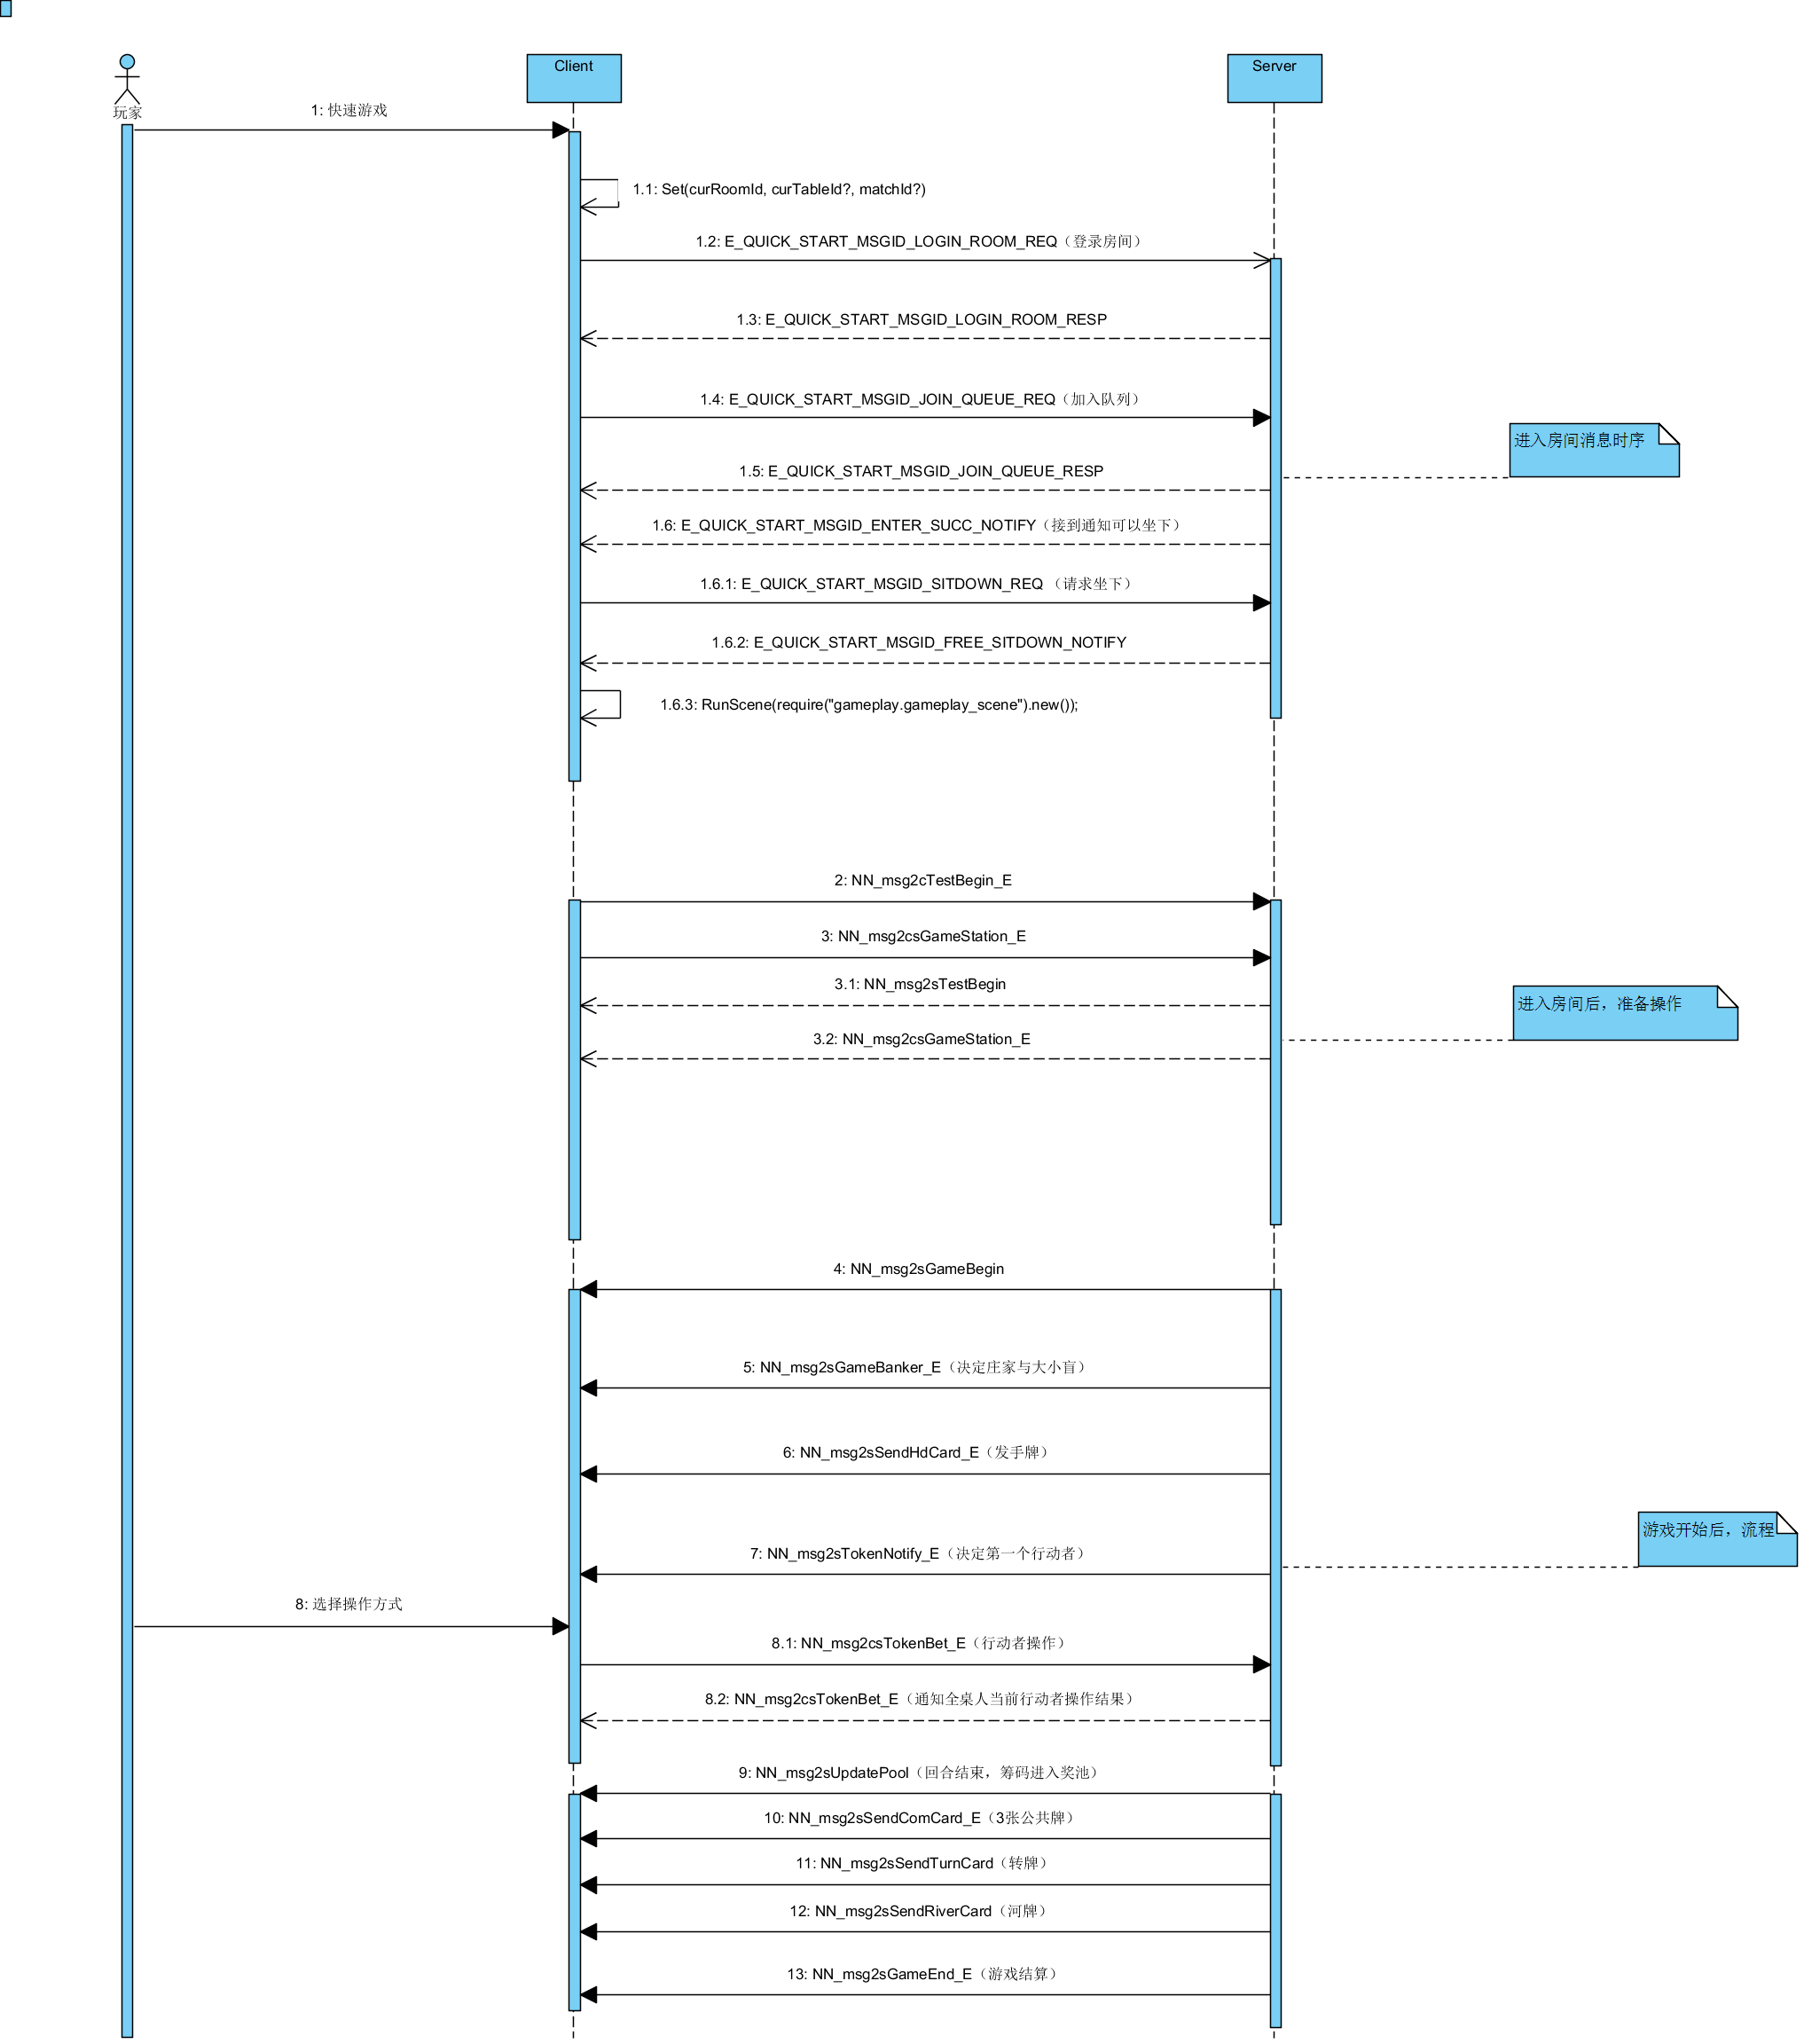 Client
Server
玩家
1: 快速游戏
1.1: Set(curRoomId, curTableId?, matchId?)
1.2: E_QUICK_START_MSGID_LOGIN_ROOM_REQ（登录房间）
1.3: E_QUICK_START_MSGID_LOGIN_ROOM_RESP
1.4: E_QUICK_START_MSGID_JOIN_QUEUE_REQ（加入队列）
进入房间消息时序
1.5: E_QUICK_START_MSGID_JOIN_QUEUE_RESP
1.6: E_QUICK_START_MSGID_ENTER_SUCC_NOTIFY（接到通知可以坐下）
1.6.1: E_QUICK_START_MSGID_SITDOWN_REQ （请求坐下）
1.6.2: E_QUICK_START_MSGID_FREE_SITDOWN_NOTIFY
1.6.3: RunScene(require("gameplay.gameplay_scene").new());
2: NN_msg2cTestBegin_E
3: NN_msg2csGameStation_E
3.1: NN_msg2sTestBegin
进入房间后，准备操作
3.2: NN_msg2csGameStation_E
4: NN_msg2sGameBegin
5: NN_msg2sGameBanker_E（决定庄家与大小盲）
6: NN_msg2sSendHdCard_E（发手牌）
游戏开始后，流程
7: NN_msg2sTokenNotify_E（决定第一个行动者）
8: 选择操作方式
8.1: NN_msg2csTokenBet_E（行动者操作）
8.2: NN_msg2csTokenBet_E（通知全桌人当前行动者操作结果）
9: NN_msg2sUpdatePool（回合结束，筹码进入奖池）
10: NN_msg2sSendComCard_E（3张公共牌）
11: NN_msg2sSendTurnCard（转牌）
12: NN_msg2sSendRiverCard（河牌）
13: NN_msg2sGameEnd_E（游戏结算）